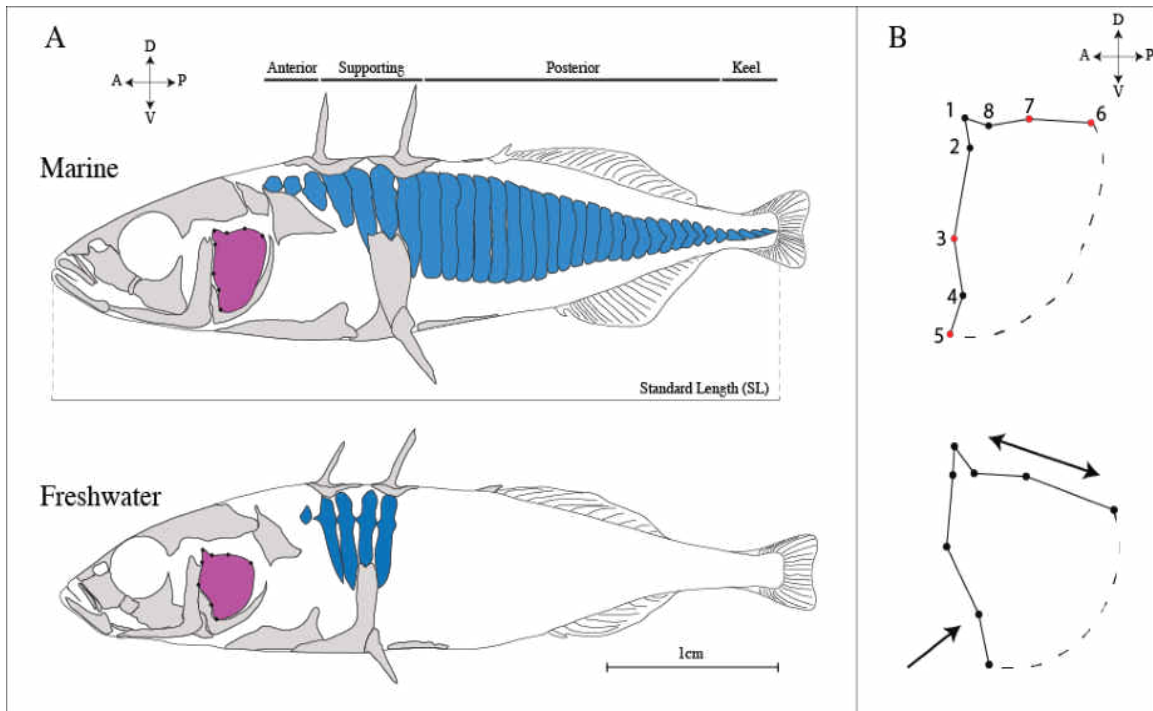 A
D
A P
V
Anterior Supporting Posterior Keel
Marine
Standard Length (SL)
Freshwater
1cm
B
D
A P
V
1 8 7 6
2
3
4
5